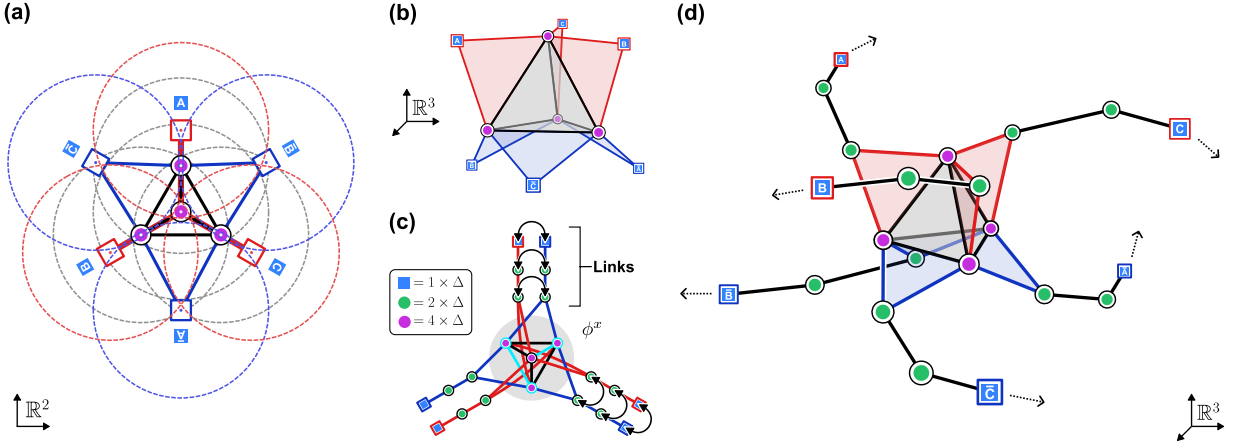 (a)
A
C̅
B̅
B
C
A̅
ℝ²
(b)
A
C
B
ℝ³
B̅
C̅
A̅
(c)
Links
■ = 1 × Δ
● = 2 × Δ
● = 4 × Δ
ϕˣ
(d)
A
C
B
B̅
A̅
C̅
ℝ³